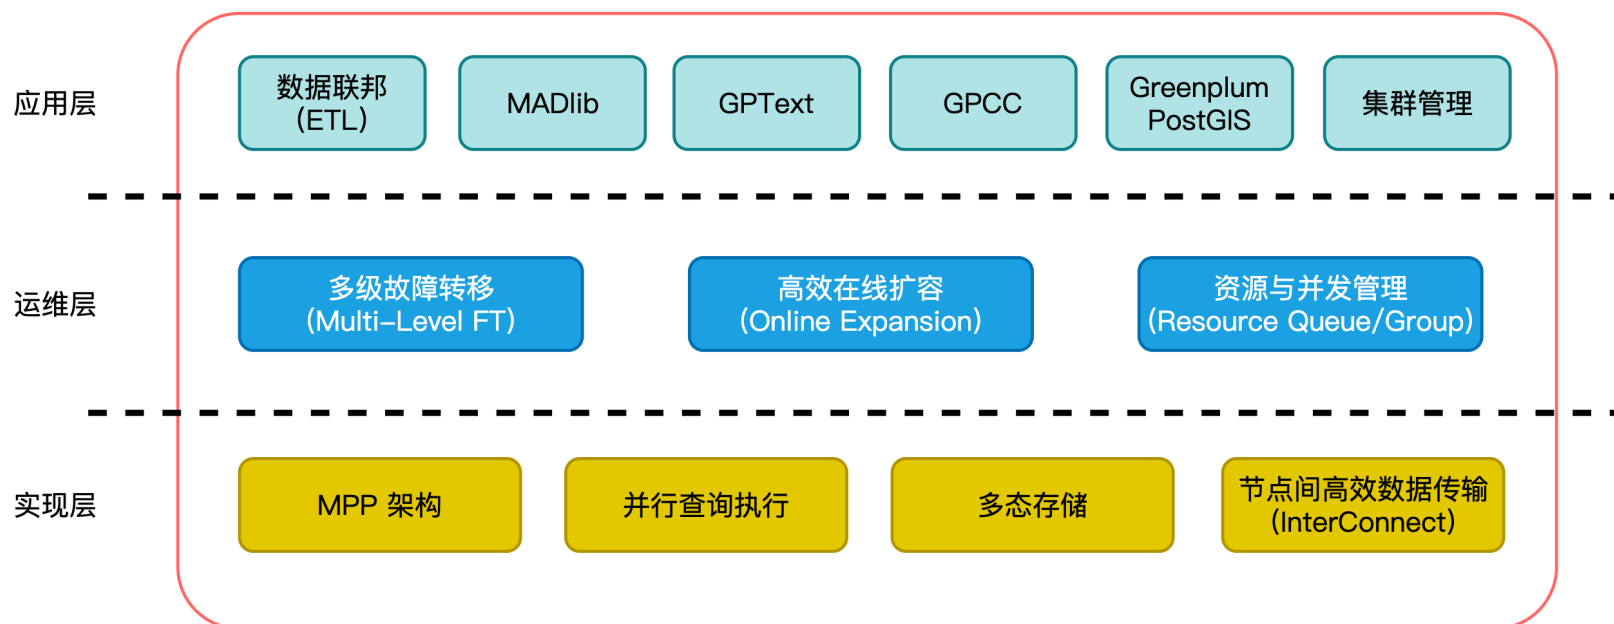 应用层
数据联邦
(ETL)
MADlib
GPText
GPCC
Greenplum
PostGIS
集群管理
运维层
多级故障转移
(Multi-Level FT)
高效在线扩容
(Online Expansion)
资源与并发管理
(Resource Queue/Group)
实现层
MPP 架构
并行查询执行
多态存储
节点间高效数据传输
(InterConnect)